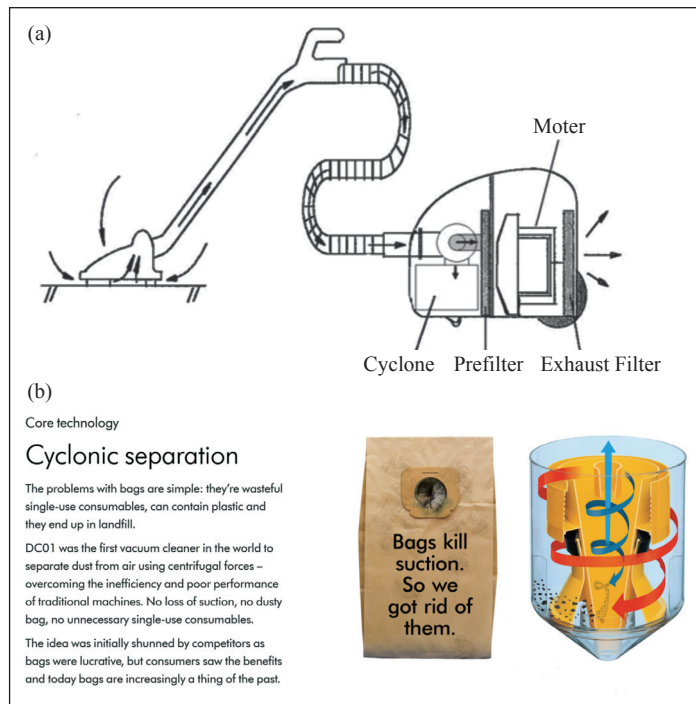 (a)
Moter
Cyclone Prefilter Exhaust Filter
(b)
Core technology
Cyclonic separation
The problems with bags are simple: they’re wasteful
single-use consumables, can contain plastic and
they end up in landfill.
DC01 was the first vacuum cleaner in the world to
separate dust from air using centrifugal forces –
overcoming the inefficiency and poor performance
of traditional machines. No loss of suction, no dusty
bag, no unnecessary single-use consumables.
The idea was initially shunned by competitors as
bags were lucrative, but consumers saw the benefits
and today bags are increasingly a thing of the past.
Bags kill
suction.
So we
got rid of
them.